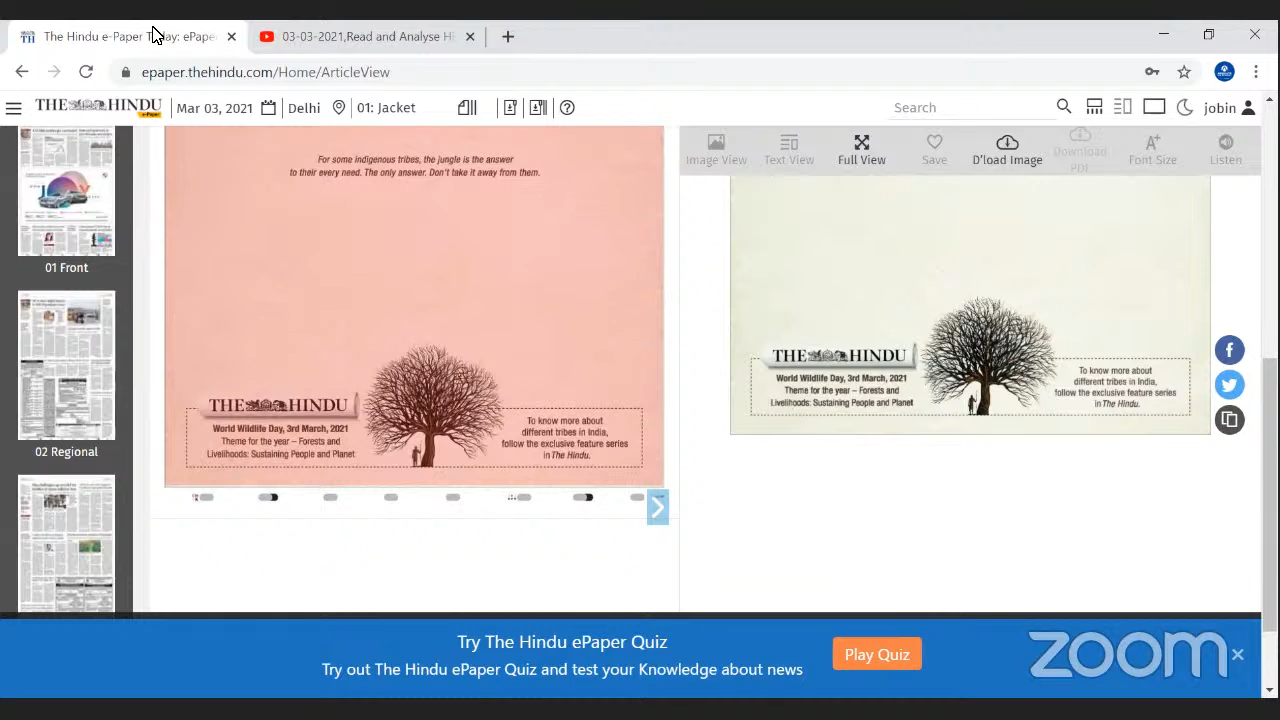 The Hindu e-Paper Today: ePape
03-03-2021,Read and Analyse Hi
epaper.thehindu.com/Home/ArticleView
THE HINDU
e-Paper
Mar 03, 2021
Delhi
01: Jacket
Search
jobin
01 Front
02 Regional
For some indigenous tribes, the jungle is the answer
to their every need. The only answer. Don't take it away from them.
THE HINDU
World Wildlife Day, 3rd March, 2021
Theme for the year – Forests and
Livelihoods: Sustaining People and Planet
To know more about
different tribes in India,
follow the exclusive feature series
in The Hindu.
Image View
Text View
Full View
Save
D'load Image
Download
PDF
Font Size
Listen
THE HINDU
World Wildlife Day, 3rd March, 2021
Theme for the year – Forests and
Livelihoods: Sustaining People and Planet
To know more about
different tribes in India,
follow the exclusive feature series
in The Hindu.
Try The Hindu ePaper Quiz
Try out The Hindu ePaper Quiz and test your Knowledge about news
Play Quiz
zoom